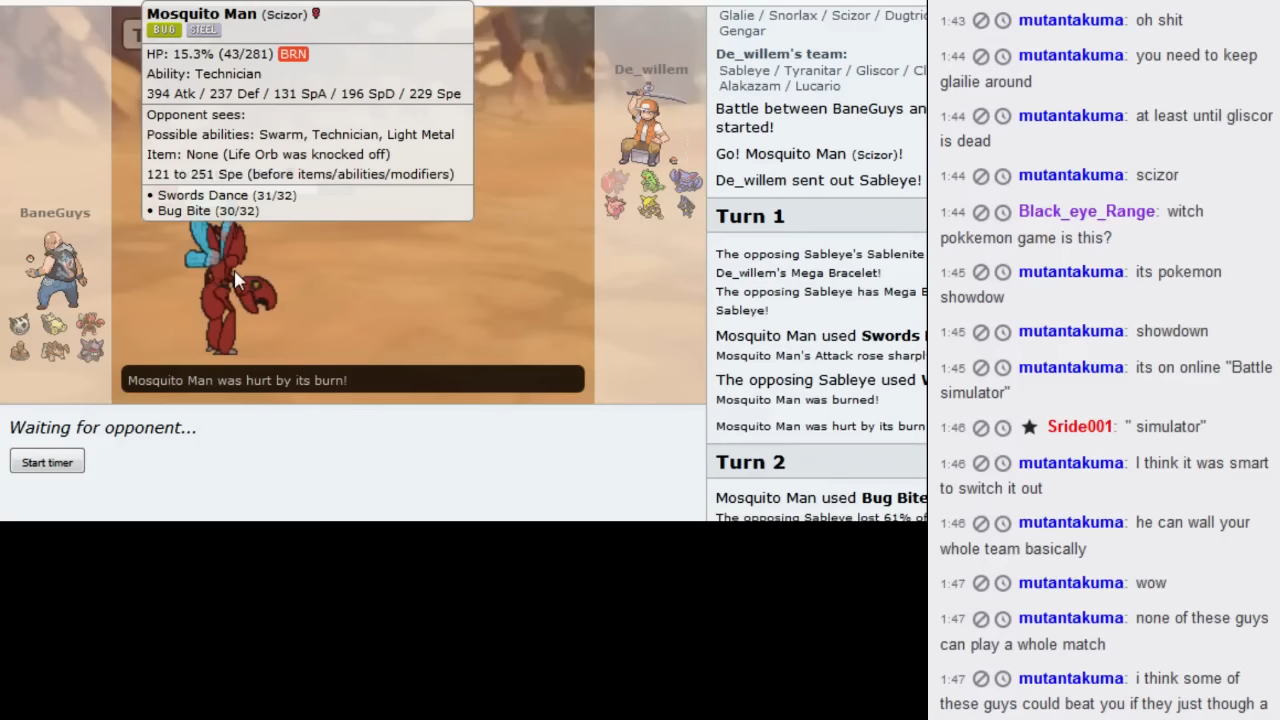 Mosquito Man (Scizor)
BUG STEEL
HP: 15.3% (43/281) BRN
Ability: Technician
394 Atk / 237 Def / 131 SpA / 196 SpD / 229 Spe
Opponent sees:
Possible abilities: Swarm, Technician, Light Metal
Item: None (Life Orb was knocked off)
121 to 251 Spe (before items/abilities/modifiers)
• Swords Dance (31/32)
• Bug Bite (30/32)
BaneGuys
De_willem
Mosquito Man was hurt by its burn!
Waiting for opponent...
Start timer
Glalie / Snorlax / Scizor / Dugtric
Gengar
De_willem's team:
Sableye / Tyranitar / Gliscor / Cl
Alakazam / Lucario
Battle between BaneGuys an
started!
Go! Mosquito Man (Scizor)!
De_willem sent out Sableye!
Turn 1
The opposing Sableye's Sablenite
De_willem's Mega Bracelet!
The opposing Sableye has Mega E
Sableye!
Mosquito Man used Swords
Mosquito Man's Attack rose sharpl
The opposing Sableye used
Mosquito Man was burned!
Mosquito Man was hurt by its burn
Turn 2
Mosquito Man used Bug Bite
The opposing Sableye lost 61% of
1:43 mutantakuma: oh shit
1:44 mutantakuma: you need to keep
glailie around
1:44 mutantakuma: at least until gliscor
is dead
1:44 mutantakuma: scizor
1:44 Black_eye_Range: witch
pokkemon game is this?
1:45 mutantakuma: its pokemon
showdow
1:45 mutantakuma: showdown
1:45 mutantakuma: its on online "Battle
simulator"
1:46 Sride001: " simulator"
1:46 mutantakuma: I think it was smart
to switch it out
1:46 mutantakuma: he can wall your
whole team basically
1:47 mutantakuma: wow
1:47 mutantakuma: none of these guys
can play a whole match
1:47 mutantakuma: i think some of
these guys could beat you if they just though a